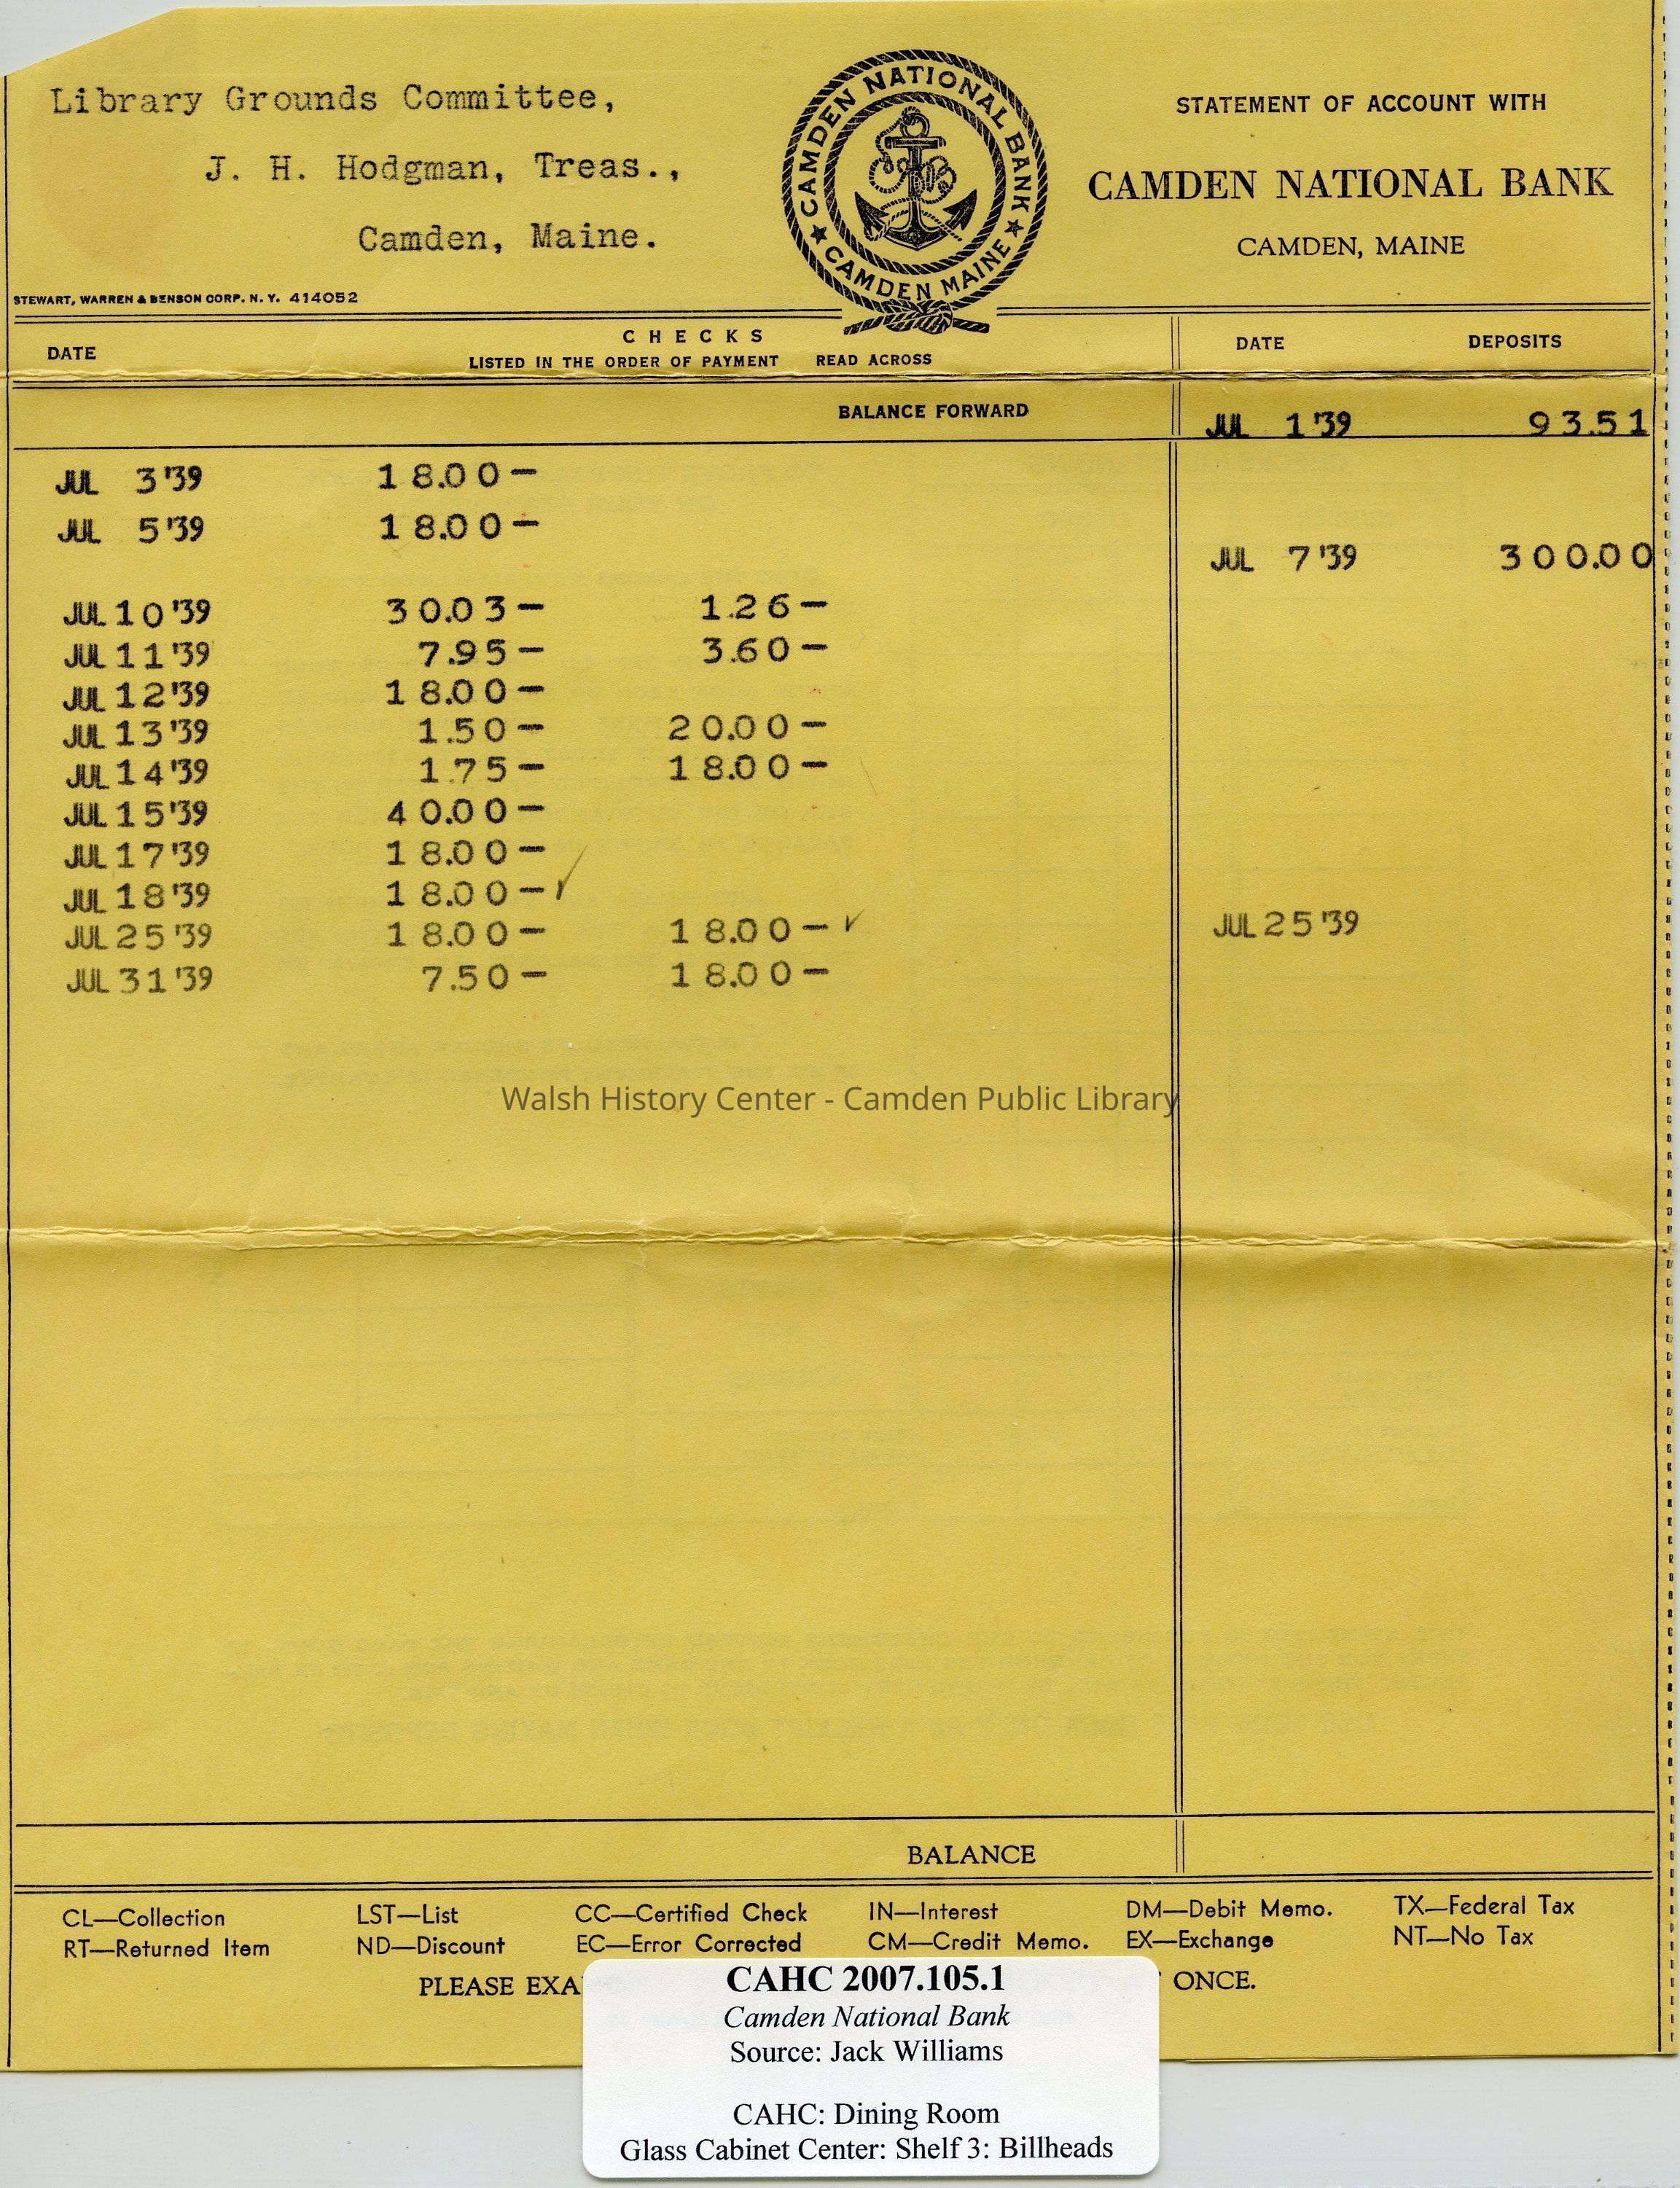 Library Grounds Committee,
J. H. Hodgman, Treas.,
Camden, Maine.
STEWART, WARREN & BENSON CORP. N. Y. 414052
CAMDEN NATIONAL BANK
CAMDEN MAINE
STATEMENT OF ACCOUNT WITH
CAMDEN NATIONAL BANK
CAMDEN, MAINE
DATE
CHECKS
LISTED IN THE ORDER OF PAYMENT READ ACROSS
DATE DEPOSITS
BALANCE FORWARD JUL 1'39 93.51
JUL 3'39 18.00-
JUL 5'39 18.00-
JUL 7'39 300.00
JUL 10'39 30.03- 1.26-
JUL 11'39 7.95- 3.60-
JUL 12'39 18.00-
JUL 13'39 1.50- 20.00-
JUL 14'39 1.75- 18.00-
JUL 15'39 40.00-
JUL 17'39 18.00-
JUL 18'39 18.00- ✓
JUL 25'39 18.00- 18.00- ✓ JUL 25'39
JUL 31'39 7.50- 18.00-
Walsh History Center - Camden Public Library
BALANCE
CL—Collection LST—List CC—Certified Check IN—Interest DM—Debit Memo. TX—Federal Tax
RT—Returned Item ND—Discount EC—Error Corrected CM—Credit Memo. EX—Exchange NT—No Tax
PLEASE EXA ONCE.
CAHC 2007.105.1
Camden National Bank
Source: Jack Williams
CAHC: Dining Room
Glass Cabinet Center: Shelf 3: Billheads